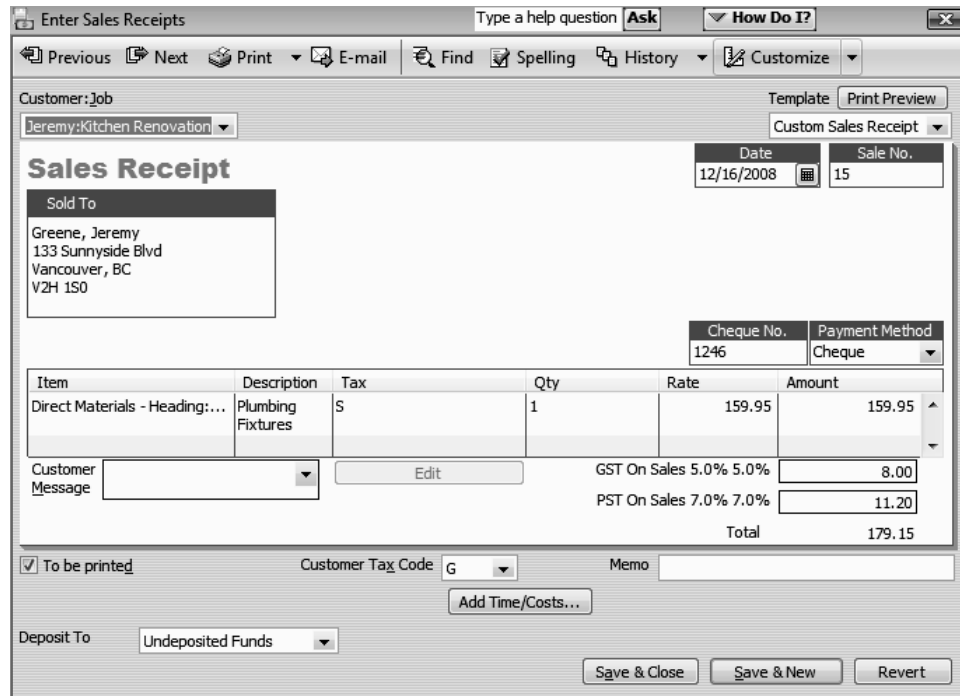 Enter Sales Receipts
Type a help question Ask
How Do I?
Previous Next Print E-mail Find Spelling History Customize
Customer:Job
Template Print Preview
Jeremy:Kitchen Renovation
Custom Sales Receipt
Sales Receipt
Date
Sale No.
12/16/2008
15
Sold To
Greene, Jeremy
133 Sunnyside Blvd
Vancouver, BC
V2H 1S0
Cheque No.
Payment Method
1246
Cheque
Item Description Tax Qty Rate Amount
Direct Materials - Heading:... Plumbing Fixtures S 1 159.95 159.95
Customer Message
Edit
GST On Sales 5.0% 5.0% 8.00
PST On Sales 7.0% 7.0% 11.20
Total 179.15
To be printed
Customer Tax Code G
Memo
Add Time/Costs...
Deposit To Undeposited Funds
Save & Close
Save & New
Revert